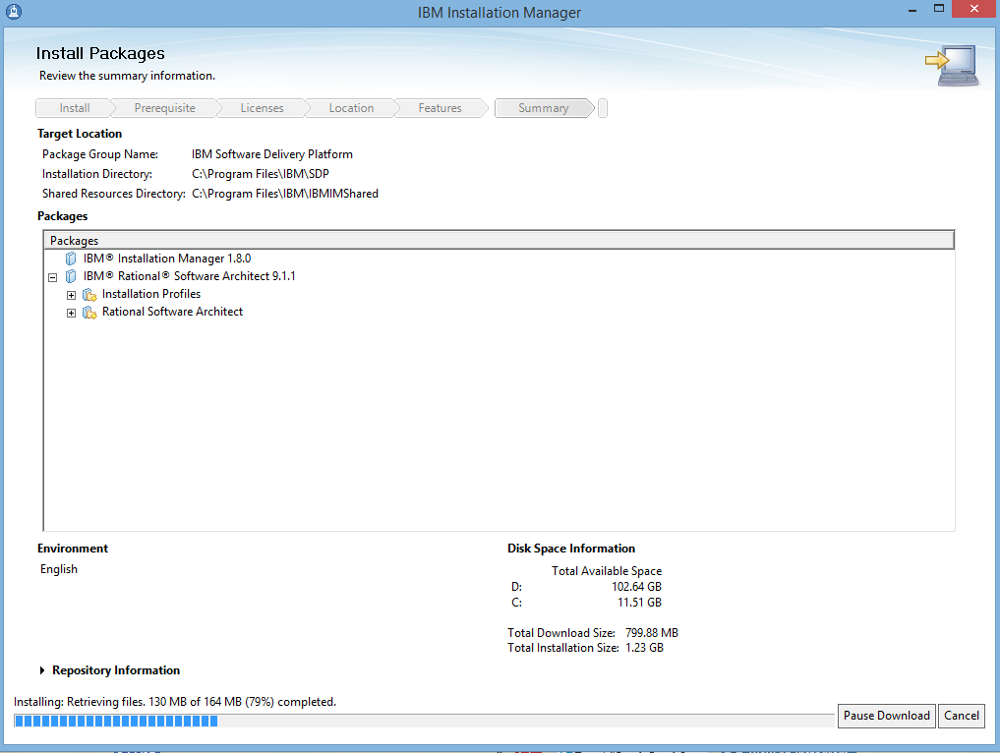 IBM Installation Manager
Install Packages
Review the summary information.
Install Prerequisite Licenses Location Features Summary
Target Location
Package Group Name: IBM Software Delivery Platform
Installation Directory: C:\Program Files\IBM\SDP
Shared Resources Directory: C:\Program Files\IBM\IBMIMShared
Packages
Packages
IBM® Installation Manager 1.8.0
IBM® Rational® Software Architect 9.1.1
Installation Profiles
Rational Software Architect
Environment
English
Disk Space Information
Total Available Space
D: 102.64 GB
C: 11.51 GB
Total Download Size: 799.88 MB
Total Installation Size: 1.23 GB
Repository Information
Installing: Retrieving files. 130 MB of 164 MB (79%) completed.
Pause Download Cancel